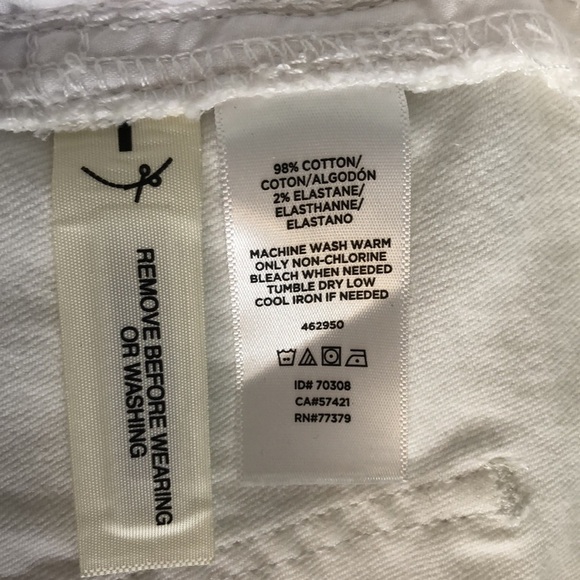 98% COTTON/
COTON/ALGODÓN
2% ELASTANE/
ELASTHANNE/
ELASTANO
MACHINE WASH WARM
ONLY NON-CHLORINE
BLEACH WHEN NEEDED
TUMBLE DRY LOW
COOL IRON IF NEEDED
462950
ID# 70308
CA#57421
RN#77379
REMOVE BEFORE WEARING
OR WASHING